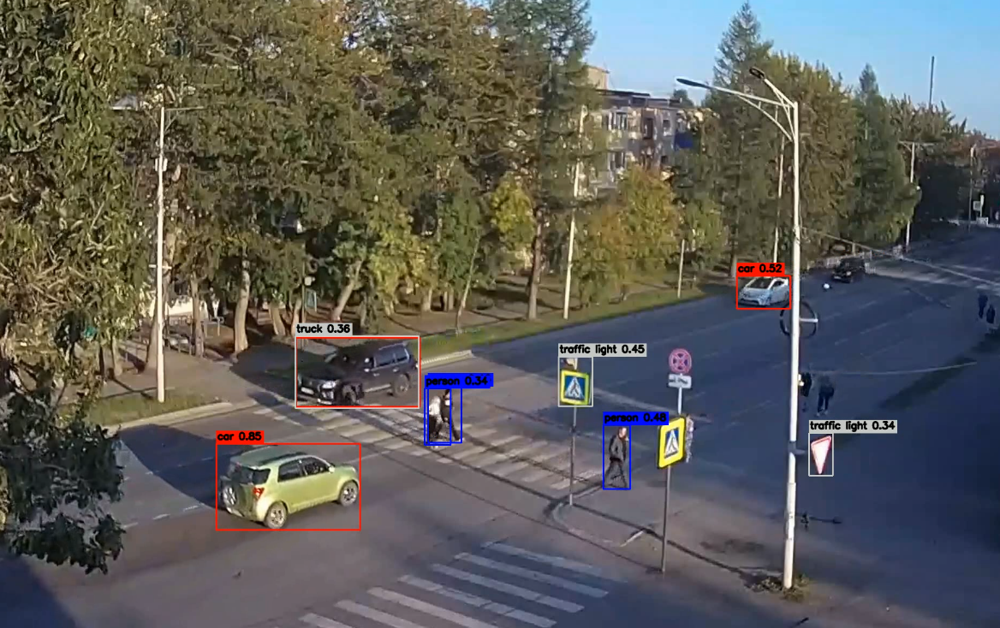 car 0.52
truck 0.36
traffic light 0.45
person 0.34
person 0.48
traffic light 0.34
car 0.85